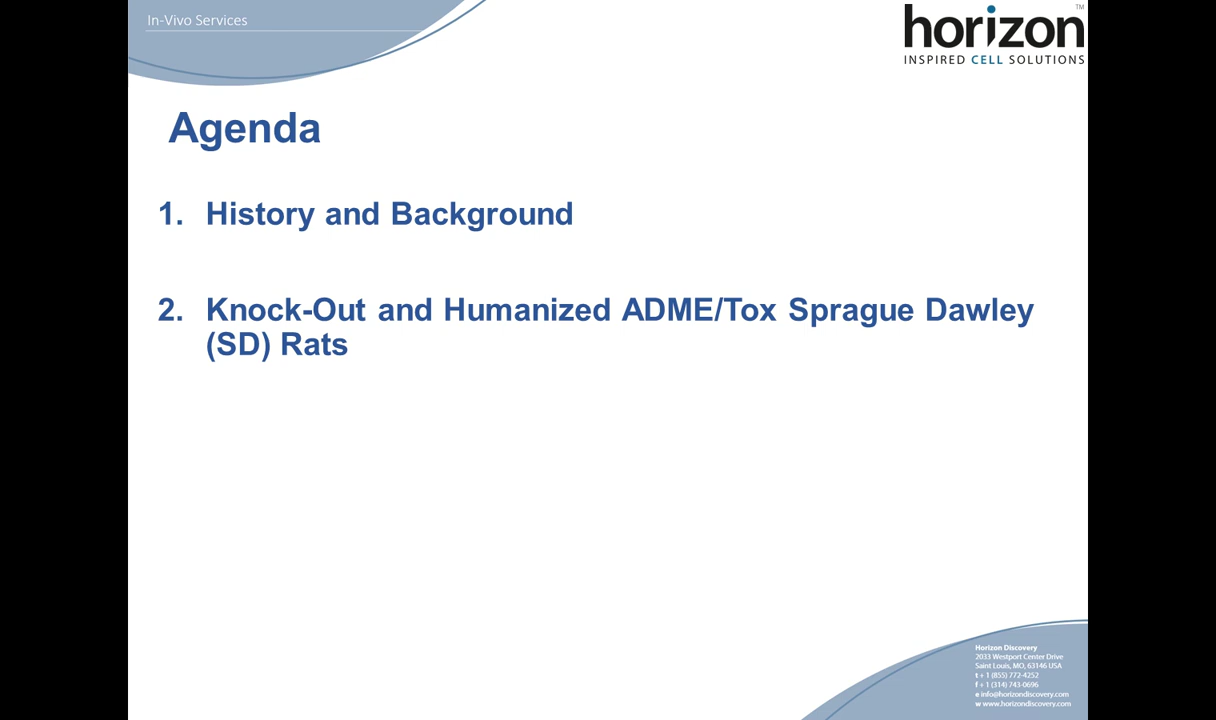 In-Vivo Services
horizon™
INSPIRED CELL SOLUTIONS
Agenda
1. History and Background
2. Knock-Out and Humanized ADME/Tox Sprague Dawley
(SD) Rats
Horizon Discovery
2033 Westport Center Drive
Saint Louis, MO, 63146 USA
t + 1 (855) 772-4252
f + 1 (314) 743-0696
e info@horizondiscovery.com
w www.horizondiscovery.com